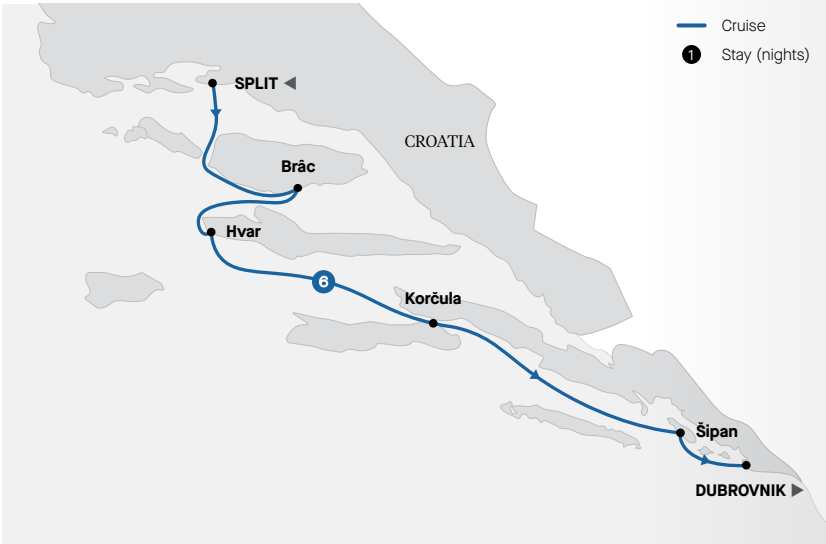 Cruise
1 Stay (nights)
SPLIT
CROATIA
Brâc
Hvar
6
Korčula
Šipan
DUBROVNIK